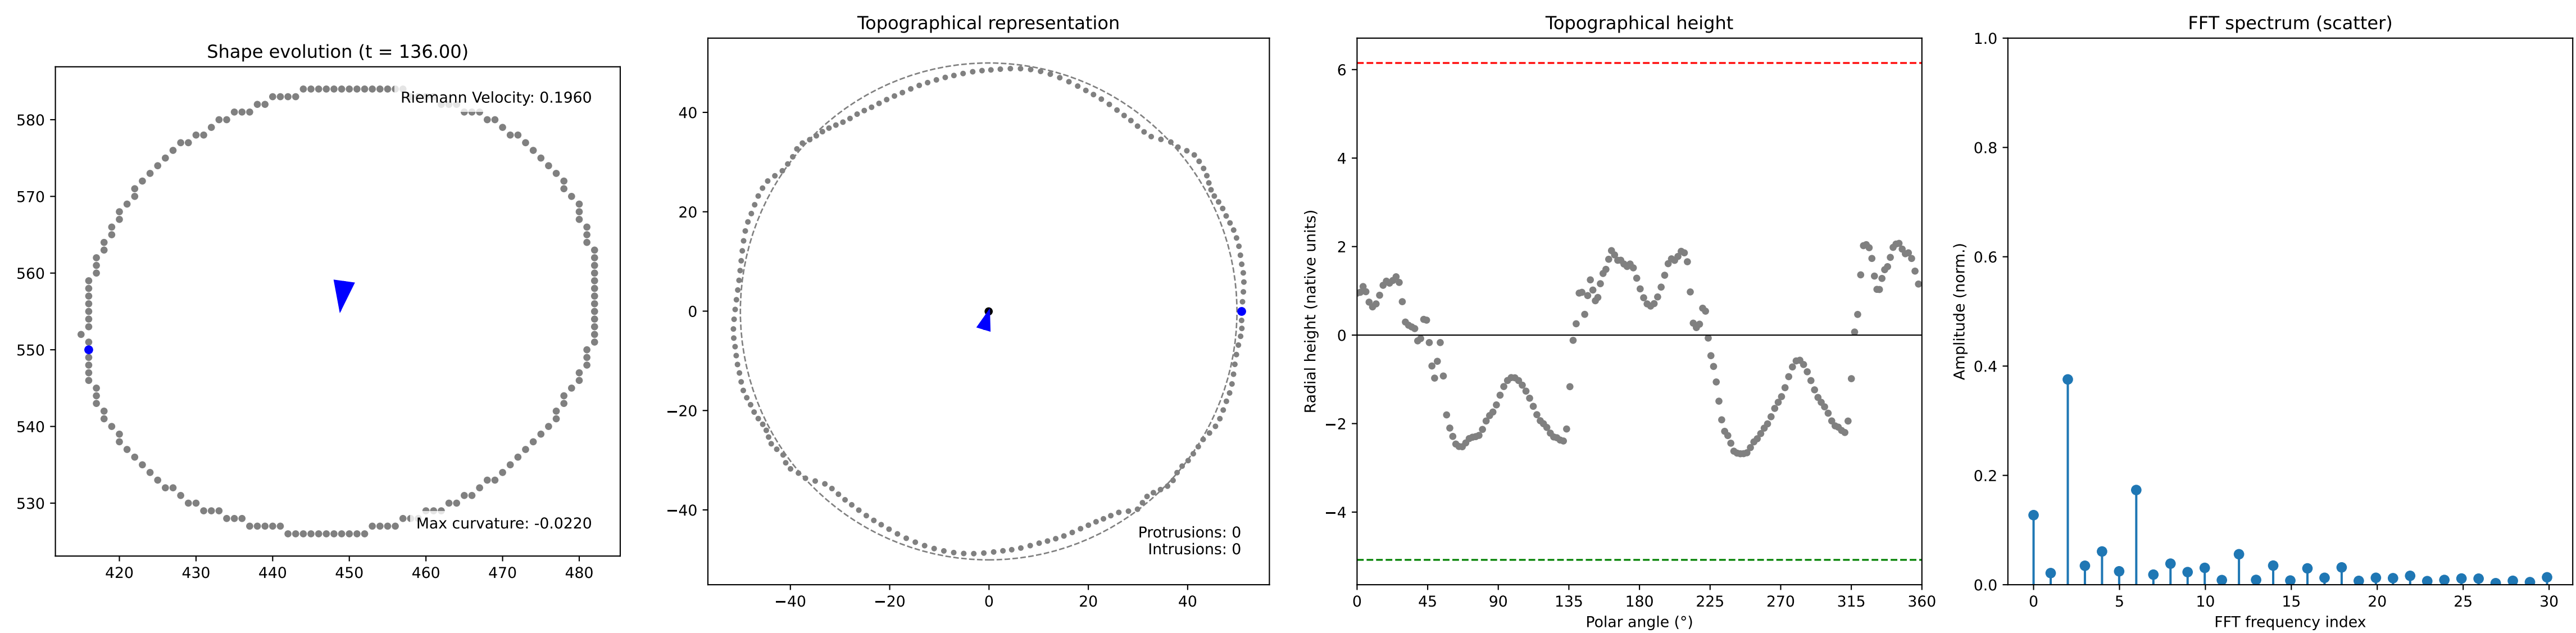 Shape evolution (t = 136.00)
Riemann Velocity: 0.1960
Max curvature: -0.0220
580
570
560
550
540
530
420 430 440 450 460 470 480
Topographical representation
Protrusions: 0
Intrusions: 0
40
20
0
−20
−40
−40 −20 0 20 40
Topographical height
Radial height (native units)
6
4
2
0
−2
−4
0 45 90 135 180 225 270 315 360
Polar angle (°)
FFT spectrum (scatter)
Amplitude (norm.)
1.0
0.8
0.6
0.4
0.2
0.0
0 5 10 15 20 25 30
FFT frequency index